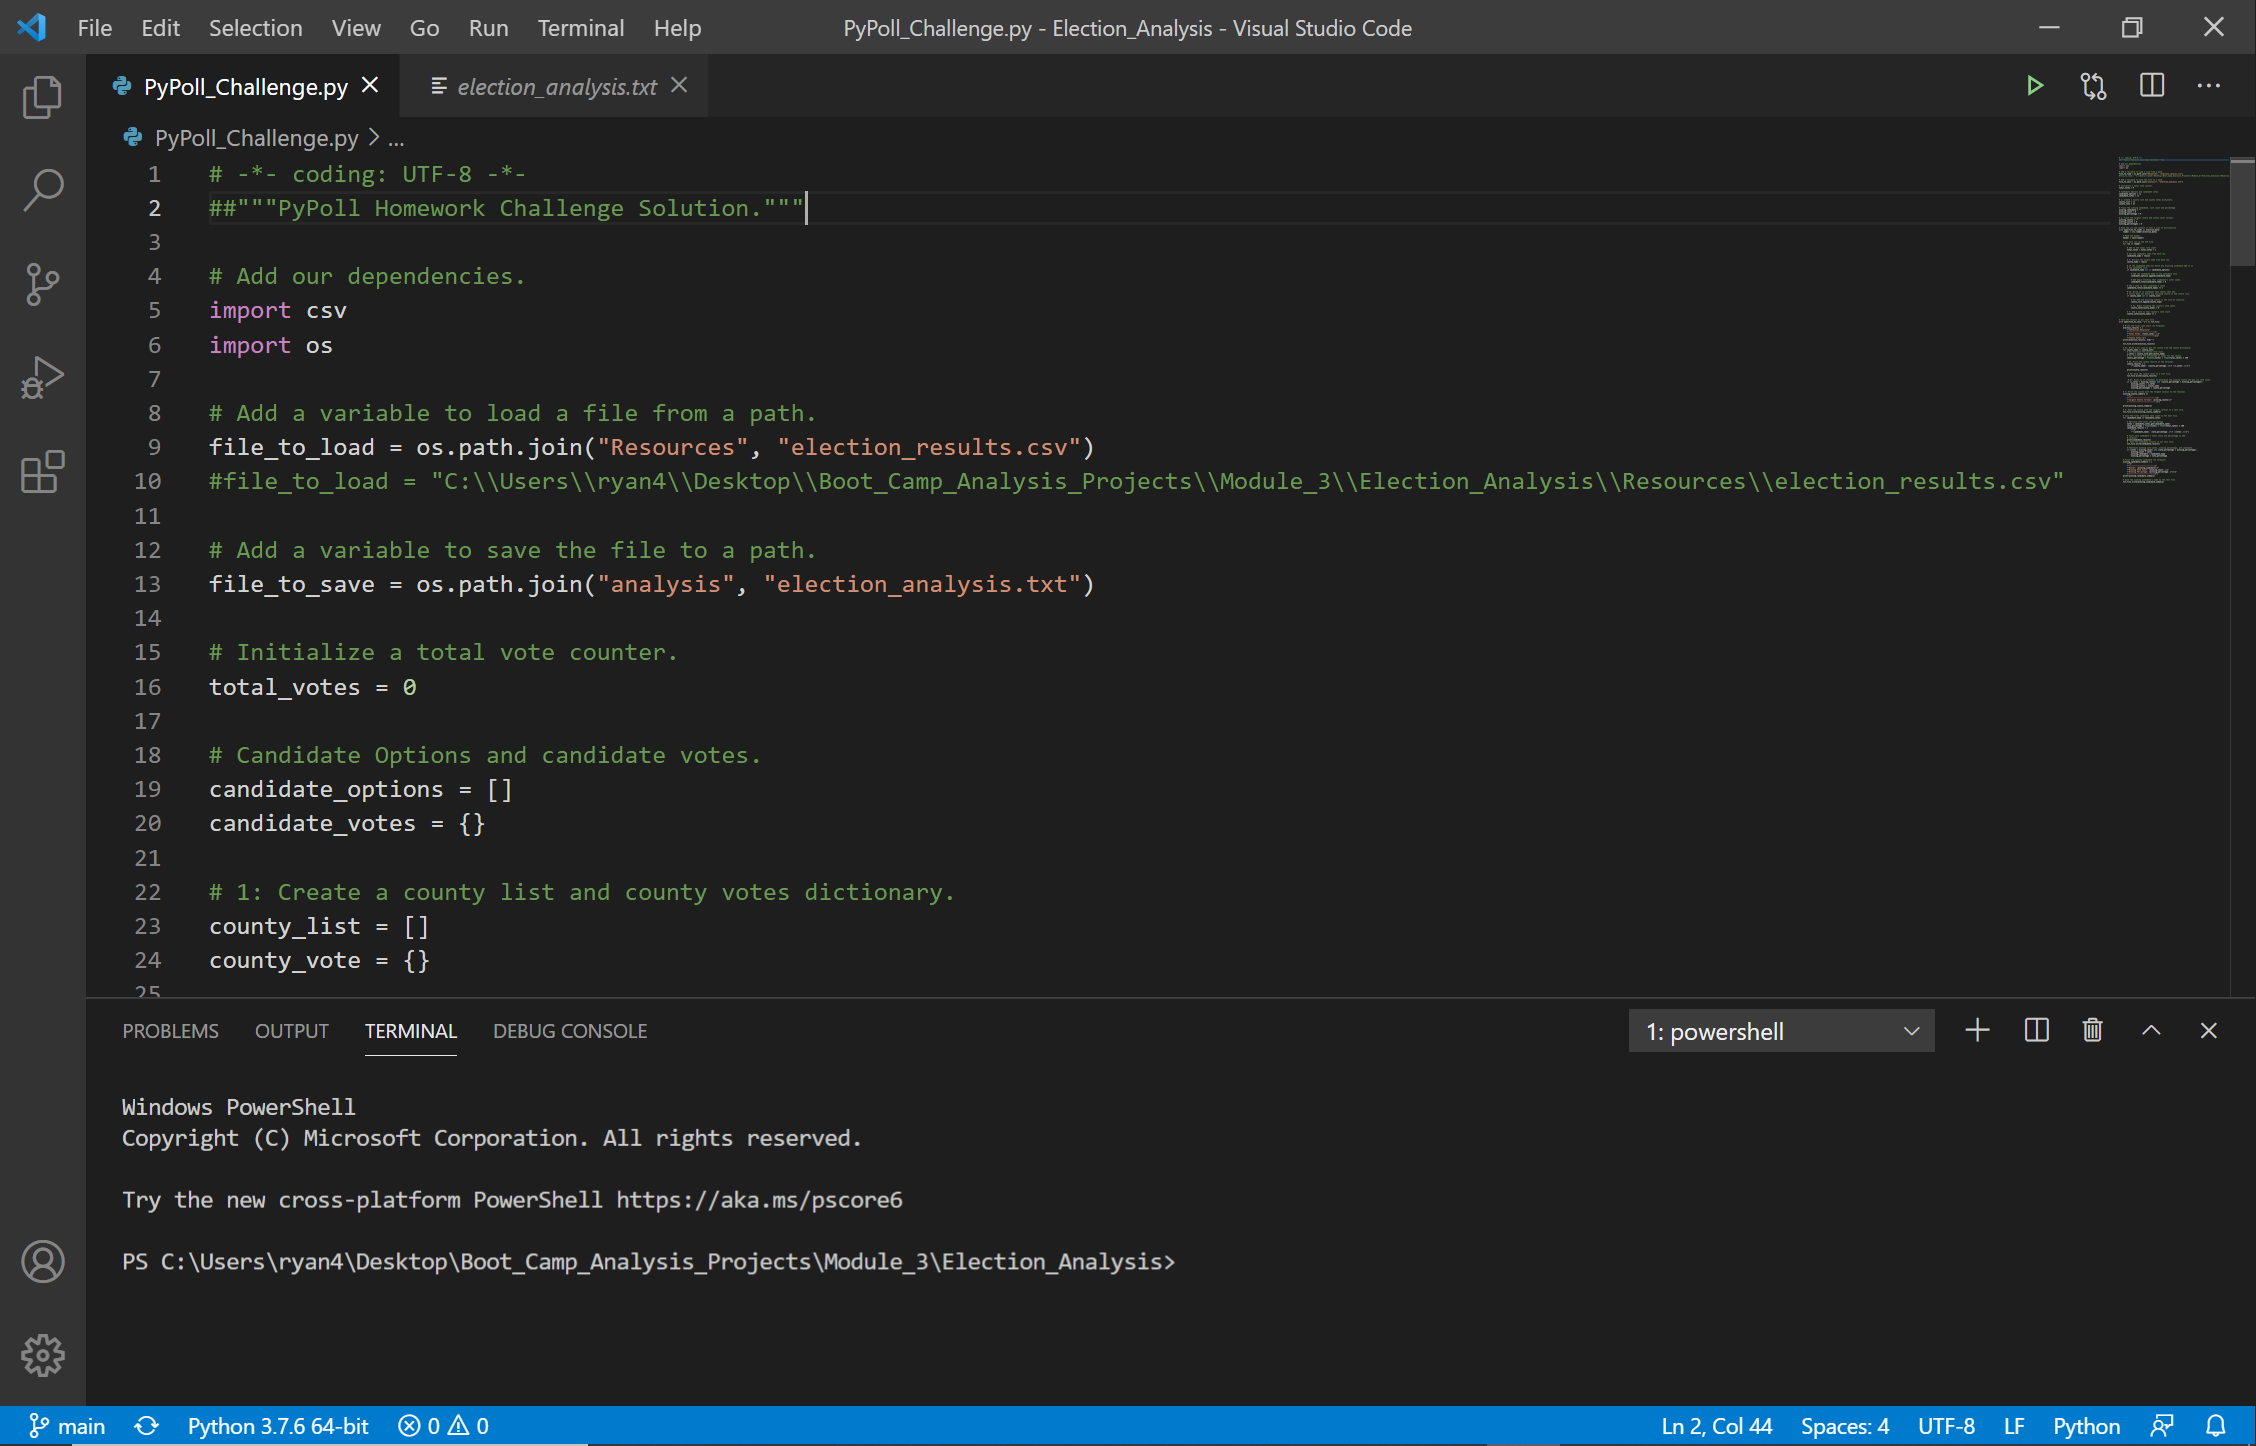 File Edit Selection View Go Run Terminal Help PyPoll_Challenge.py - Election_Analysis - Visual Studio Code
PyPoll_Challenge.py election_analysis.txt
PyPoll_Challenge.py > ...
1 # -*- coding: UTF-8 -*-
2 ##"""PyPoll Homework Challenge Solution."""
3
4 # Add our dependencies.
5 import csv
6 import os
7
8 # Add a variable to load a file from a path.
9 file_to_load = os.path.join("Resources", "election_results.csv")
10 #file_to_load = "C:\\Users\\ryan4\\Desktop\\Boot_Camp_Analysis_Projects\\Module_3\\Election_Analysis\\Resources\\election_results.csv"
11
12 # Add a variable to save the file to a path.
13 file_to_save = os.path.join("analysis", "election_analysis.txt")
14
15 # Initialize a total vote counter.
16 total_votes = 0
17
18 # Candidate Options and candidate votes.
19 candidate_options = []
20 candidate_votes = {}
21
22 # 1: Create a county list and county votes dictionary.
23 county_list = []
24 county_vote = {}
25
PROBLEMS OUTPUT TERMINAL DEBUG CONSOLE 1: powershell
Windows PowerShell
Copyright (C) Microsoft Corporation. All rights reserved.
Try the new cross-platform PowerShell https://aka.ms/pscore6
PS C:\Users\ryan4\Desktop\Boot_Camp_Analysis_Projects\Module_3\Election_Analysis>
main Python 3.7.6 64-bit 0 0 Ln 2, Col 44 Spaces: 4 UTF-8 LF Python